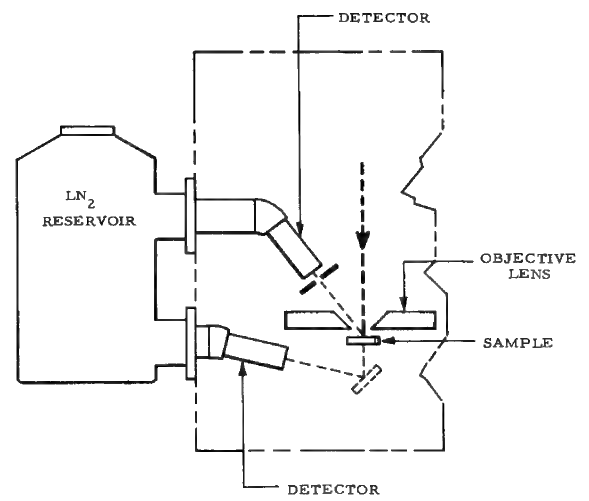 DETECTOR
LN2
RESERVOIR
OBJECTIVE
LENS
SAMPLE
DETECTOR